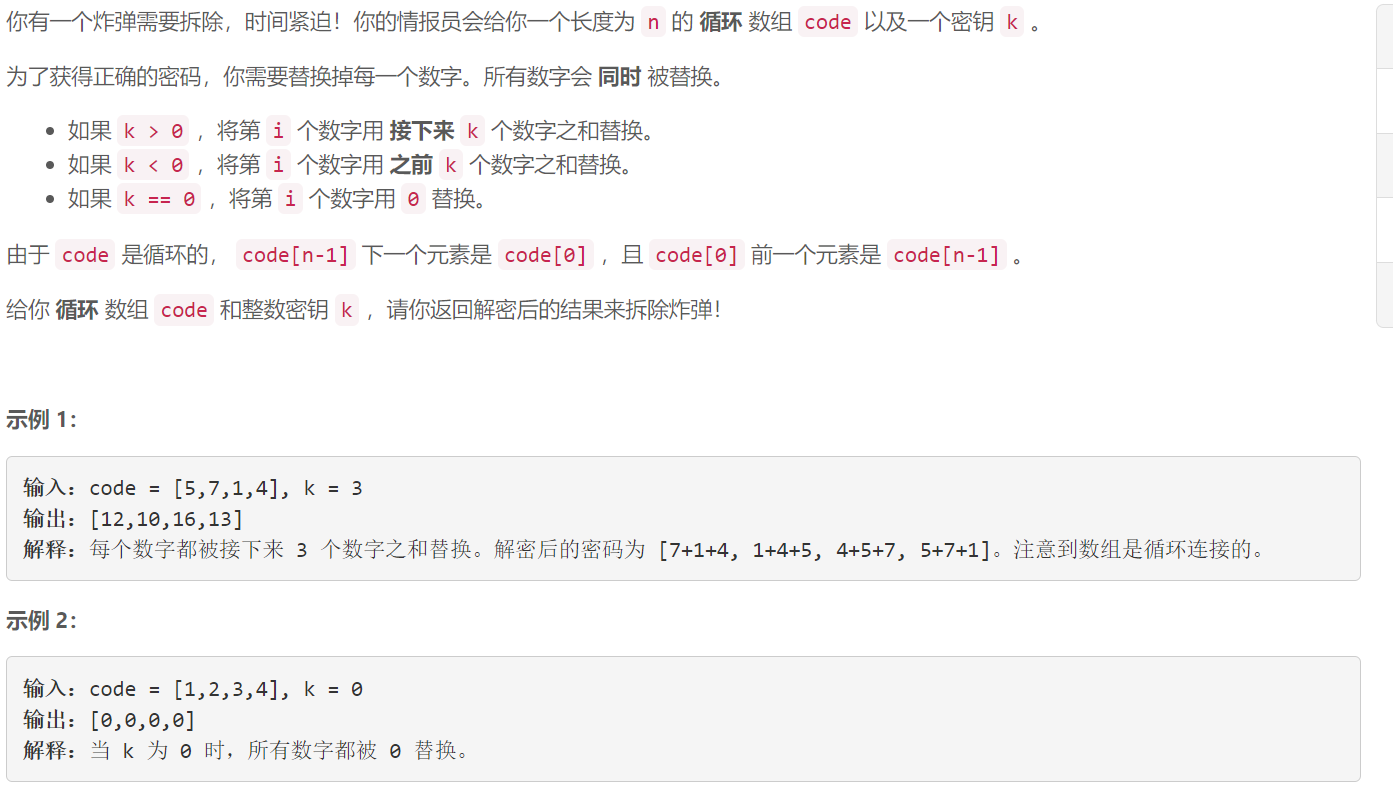 你有一个炸弹需要拆除，时间紧迫！你的情报员会给你一个长度为 n 的 循环 数组 code 以及一个密钥 k 。
为了获得正确的密码，你需要替换掉每一个数字。所有数字会 同时 被替换。
• 如果 k > 0 ，将第 i 个数字用 接下来 k 个数字之和替换。
• 如果 k < 0 ，将第 i 个数字用 之前 k 个数字之和替换。
• 如果 k == 0 ，将第 i 个数字用 0 替换。
由于 code 是循环的， code[n-1] 下一个元素是 code[0] ，且 code[0] 前一个元素是 code[n-1] 。
给你 循环 数组 code 和整数密钥 k ，请你返回解密后的结果来拆除炸弹！
示例 1：
输入：code = [5,7,1,4], k = 3
输出：[12,10,16,13]
解释：每个数字都被接下来 3 个数字之和替换。解密后的密码为 [7+1+4, 1+4+5, 4+5+7, 5+7+1]。注意到数组是循环连接的。
示例 2：
输入：code = [1,2,3,4], k = 0
输出：[0,0,0,0]
解释：当 k 为 0 时，所有数字都被 0 替换。